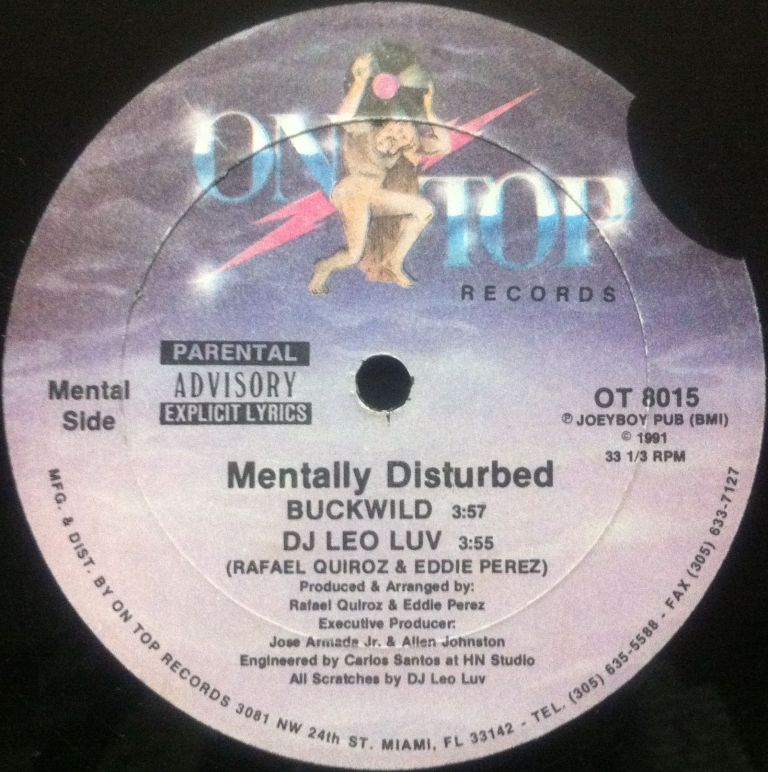 ON
TOP
RECORDS
PARENTAL
ADVISORY
EXPLICIT LYRICS
Mental
Side
OT 8015
℗ JOEYBOY PUB (BMI)
© 1991
33 1/3 RPM
Mentally Disturbed
BUCKWILD 3:57
DJ LEO LUV 3:55
(RAFAEL QUIROZ & EDDIE PEREZ)
Produced & Arranged by:
Rafael Quiroz & Eddie Perez
Executive Producer:
Jose Armada Jr. & Allen Johnston
Engineered by Carlos Santos at HN Studio
All Scratches by DJ Leo Luv
MFG. & DIST. BY ON TOP RECORDS 3081 NW 24th ST. MIAMI, FL 33142 - TEL. (305) 635-5588 - FAX (305) 633-7127